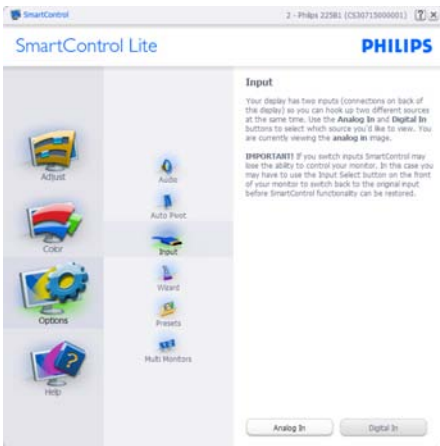 SmartControl
2 - Philips 225B1 (CS30715000001)
SmartControl Lite
PHILIPS
Adjust
Color
Options
Help
Audio
Auto Pivot
Input
Wizard
Presets
Multi Monitors
Input
Your display has two inputs (connections on back of
the display) so you can hook up two different sources
at the same time. Use the Analog In and Digital In
buttons to select which source you'd like to view. You
are currently viewing the analog in image.
IMPORTANT! If you switch inputs SmartControl may
lose the ability to control your monitor. In this case you
may have to use the Input Select button on the front
of your monitor to switch back to the original input
before SmartControl functionality can be restored.
Analog In
Digital In